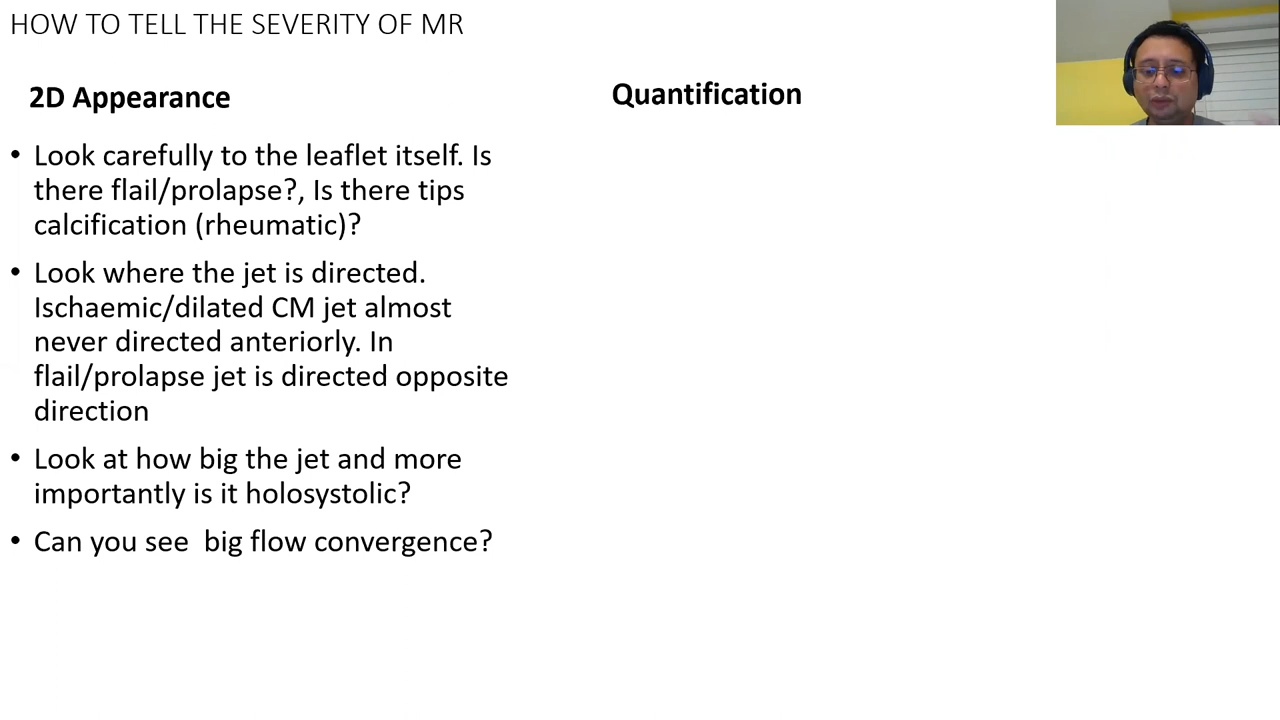 HOW TO TELL THE SEVERITY OF MR
2D Appearance
• Look carefully to the leaflet itself. Is
there flail/prolapse?, Is there tips
calcification (rheumatic)?
• Look where the jet is directed.
Ischaemic/dilated CM jet almost
never directed anteriorly. In
flail/prolapse jet is directed opposite
direction
• Look at how big the jet and more
importantly is it holosystolic?
• Can you see  big flow convergence?
Quantification